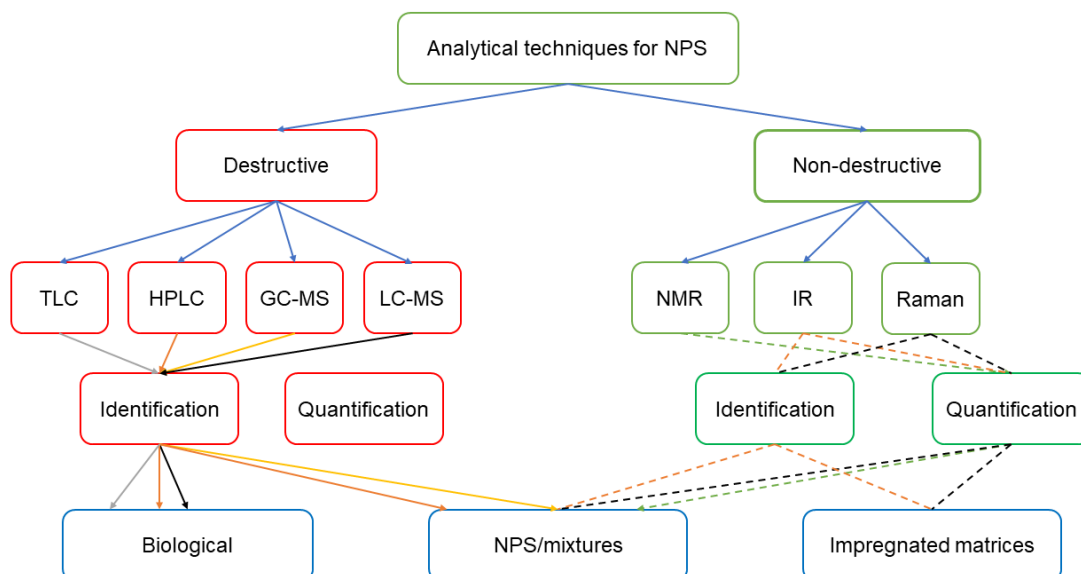 Analytical techniques for NPS
Destructive
Non-destructive
TLC
HPLC
GC-MS
LC-MS
NMR
IR
Raman
Identification
Quantification
Identification
Quantification
Biological
NPS/mixtures
Impregnated matrices